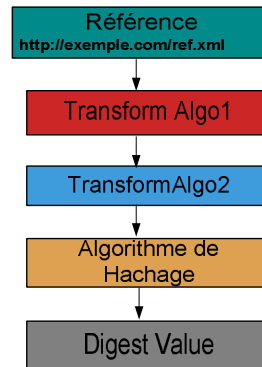 Référence
http://exemple.com/ref.xml
Transform Algo1
TransformAlgo2
Algorithme de
Hachage
Digest Value